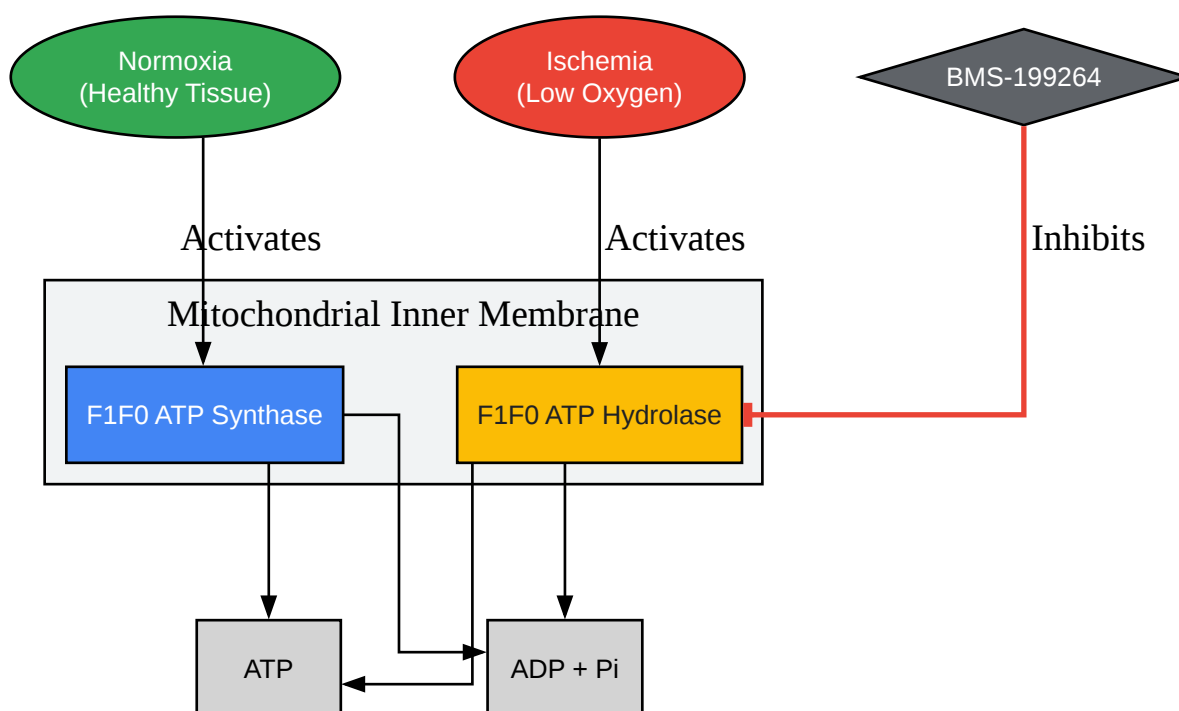 Normoxia
(Healthy Tissue)
Ischemia
(Low Oxygen)
BMS-199264
Activates
Activates
Inhibits
Mitochondrial Inner Membrane
F1F0 ATP Synthase
F1F0 ATP Hydrolase
ATP
ADP + Pi